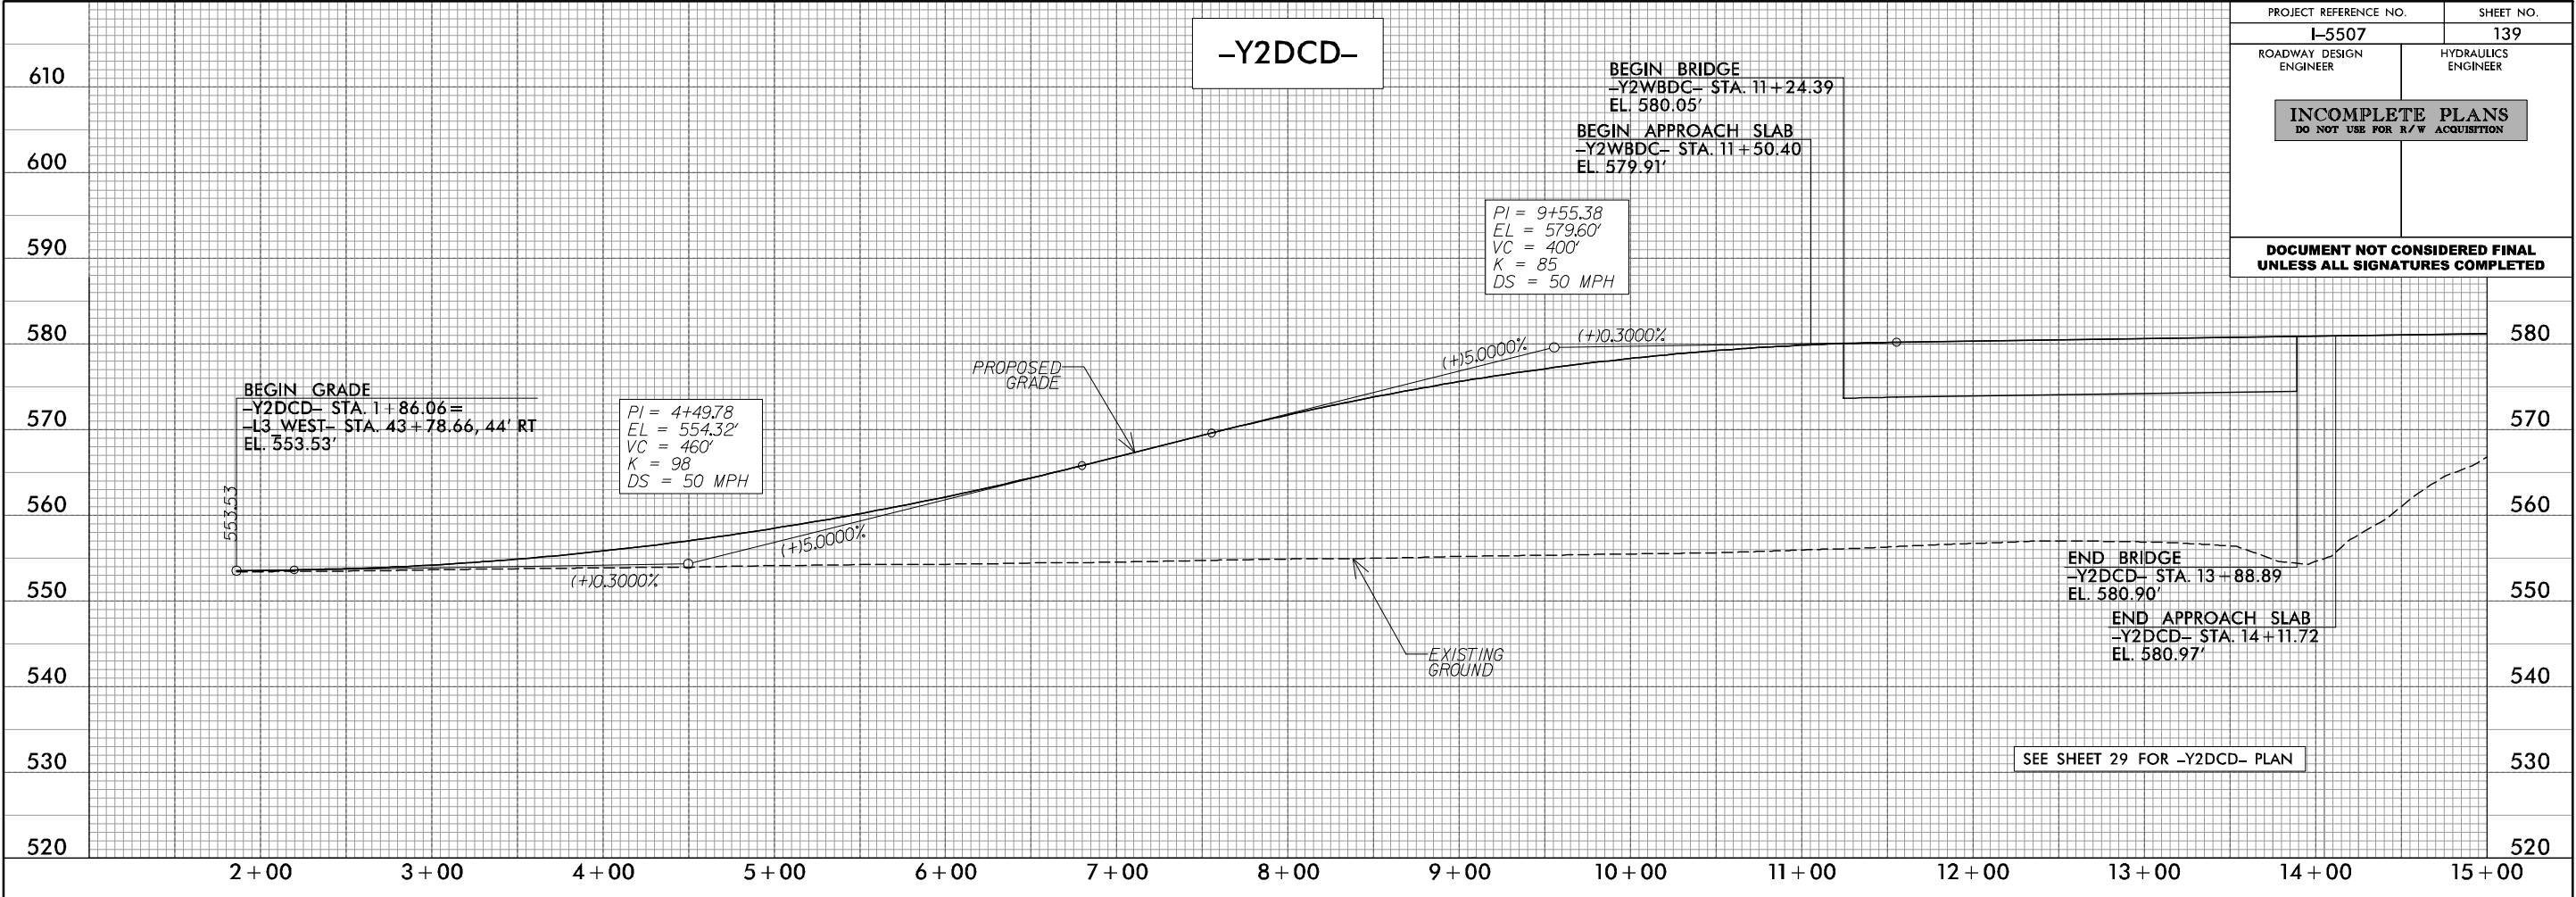 –Y2DCD–
PROJECT REFERENCE NO.
SHEET NO.
I–5507
139
ROADWAY DESIGN
ENGINEER
HYDRAULICS
ENGINEER
INCOMPLETE PLANS
DO NOT USE FOR R/W ACQUISITION
DOCUMENT NOT CONSIDERED FINAL
UNLESS ALL SIGNATURES COMPLETED
BEGIN BRIDGE
–Y2WBDC– STA. 11+24.39
EL. 580.05'
BEGIN APPROACH SLAB
–Y2WBDC– STA. 11+50.40
EL. 579.91'
PI = 9+55.38
EL = 579.60'
VC = 400'
K = 85
DS = 50 MPH
(+)5.0000%
(+)0.3000%
PROPOSED
GRADE
BEGIN GRADE
–Y2DCD– STA. 1+86.06=
–L3_WEST– STA. 43+78.66, 44' RT
EL. 553.53'
553.53
PI = 4+49.78
EL = 554.32'
VC = 460'
K = 98
DS = 50 MPH
(+)5.0000%
(+)0.3000%
EXISTING
GROUND
END BRIDGE
–Y2DCD– STA. 13+88.89
EL. 580.90'
END APPROACH SLAB
–Y2DCD– STA. 14+11.72
EL. 580.97'
SEE SHEET 29 FOR –Y2DCD– PLAN
610
600
590
580
570
560
550
540
530
520
580
570
560
550
540
530
520
2+00
3+00
4+00
5+00
6+00
7+00
8+00
9+00
10+00
11+00
12+00
13+00
14+00
15+00